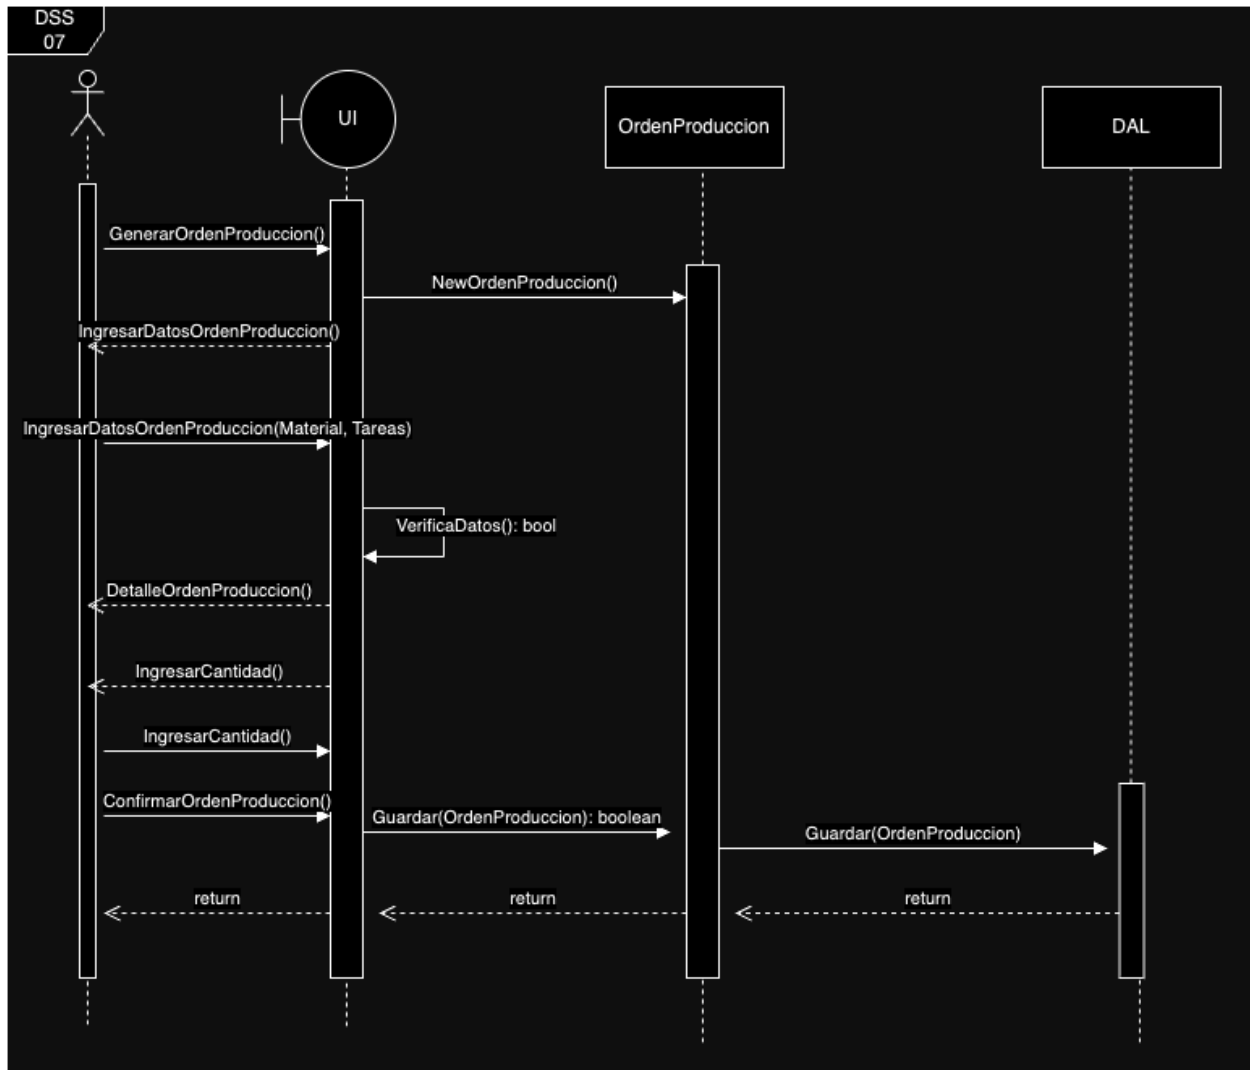 DSS
07
UI
OrdenProduccion
DAL
GenerarOrdenProduccion()
NewOrdenProduccion()
IngresarDatosOrdenProduccion()
IngresarDatosOrdenProduccion(Material, Tareas)
VerificaDatos(): bool
DetalleOrdenProduccion()
IngresarCantidad()
IngresarCantidad()
ConfirmarOrdenProduccion()
Guardar(OrdenProduccion): boolean
Guardar(OrdenProduccion)
return
return
return